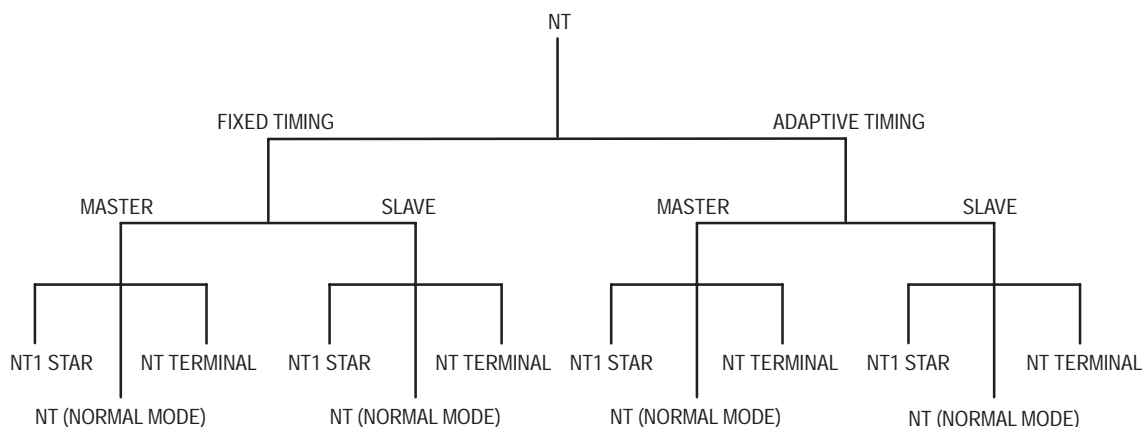 NT
FIXED TIMING
ADAPTIVE TIMING
MASTER
SLAVE
MASTER
SLAVE
NT1 STAR
NT TERMINAL
NT1 STAR
NT TERMINAL
NT1 STAR
NT TERMINAL
NT1 STAR
NT TERMINAL
NT (NORMAL MODE)
NT (NORMAL MODE)
NT (NORMAL MODE)
NT (NORMAL MODE)